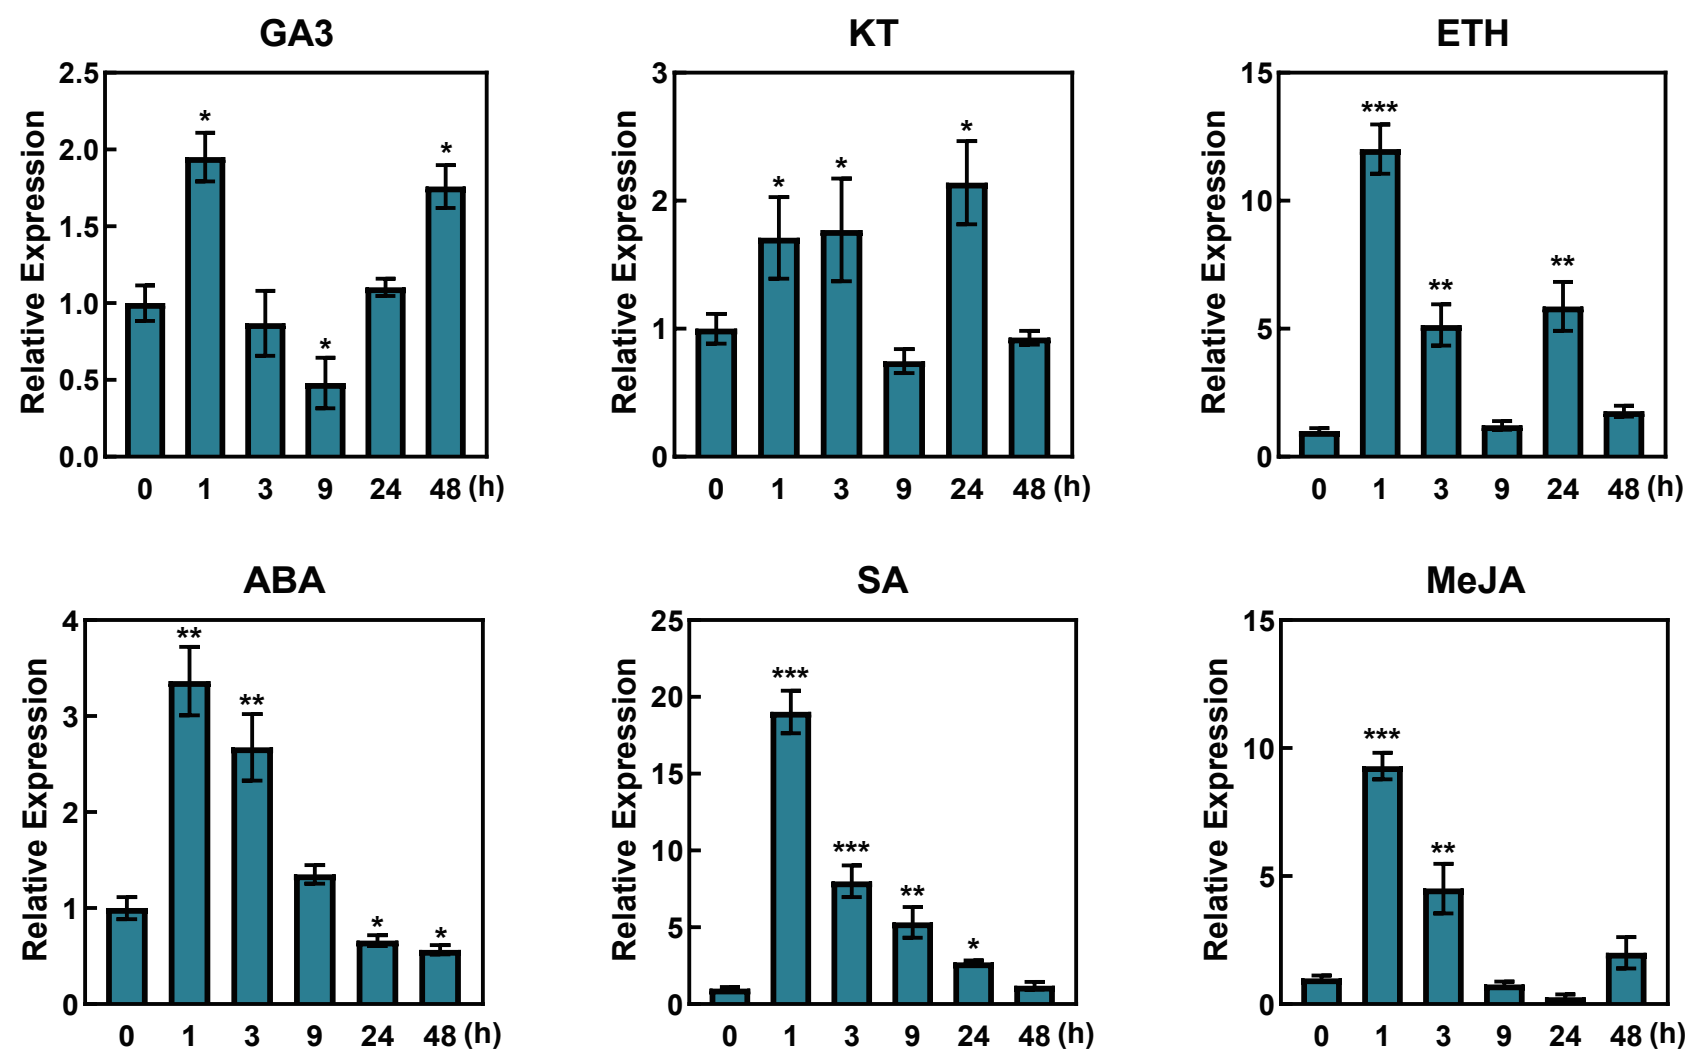 GA3
Relative Expression
2.5
2.0
1.5
1.0
0.5
0.0
*
*
*
0 1 3 9 24 48 (h)
KT
Relative Expression
3
2
1
0
*
*
*
0 1 3 9 24 48 (h)
ETH
Relative Expression
15
10
5
0
***
**
**
0 1 3 9 24 48 (h)
ABA
Relative Expression
4
3
2
1
0
**
**
*
*
0 1 3 9 24 48 (h)
SA
Relative Expression
25
20
15
10
5
0
***
***
**
*
0 1 3 9 24 48 (h)
MeJA
Relative Expression
15
10
5
0
***
**
0 1 3 9 24 48 (h)